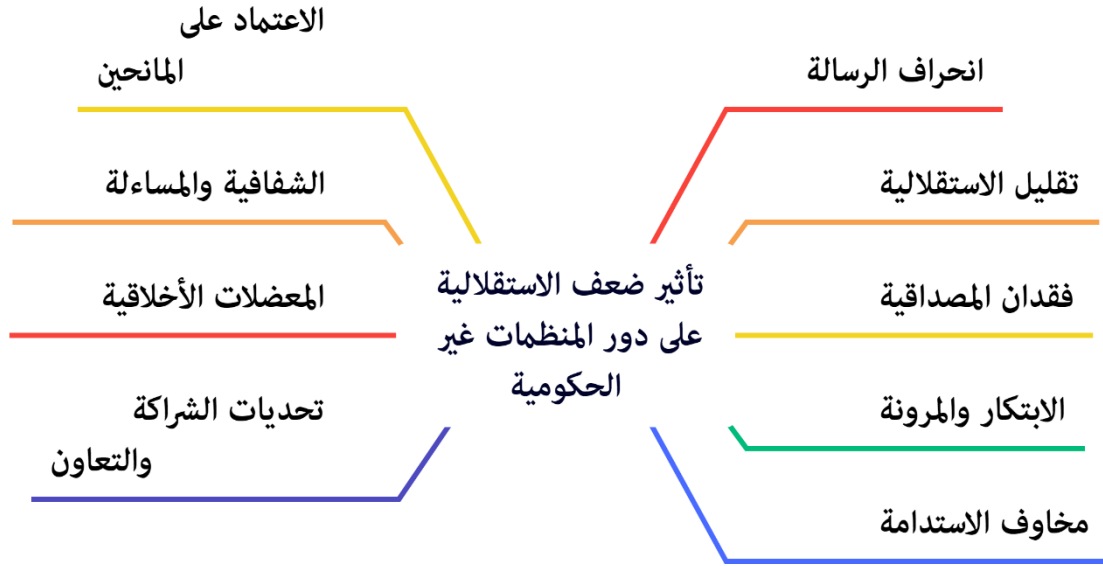 تأثير ضعف الاستقلالية
على دور المنظمات غير
الحكومية
انحراف الرسالة
تقليل الاستقلالية
فقدان المصداقية
الابتكار والمرونة
مخاوف الاستدامة
الاعتماد على
المانحين
الشفافية والمساءلة
المعضلات الأخلاقية
تحديات الشراكة
والتعاون